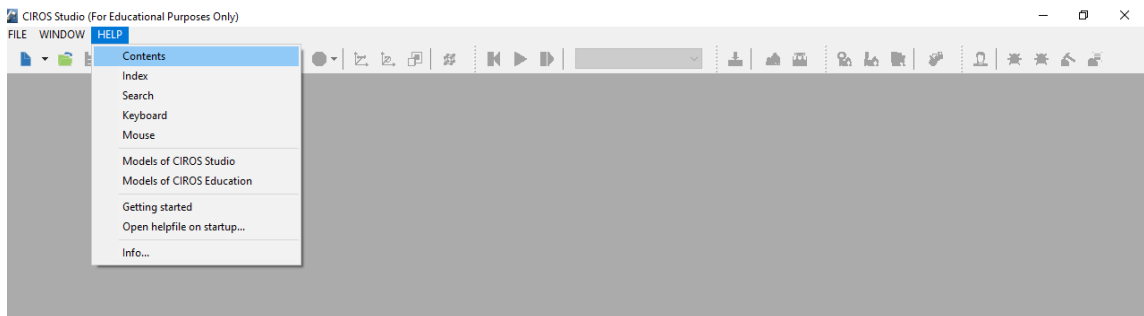 CIROS Studio (For Educational Purposes Only)
FILE WINDOW HELP
Contents
Index
Search
Keyboard
Mouse
Models of CIROS Studio
Models of CIROS Education
Getting started
Open helpfile on startup...
Info...